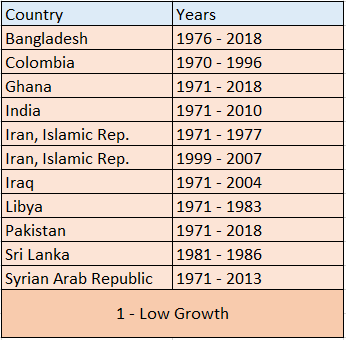 Country Years
Bangladesh 1976 - 2018
Colombia 1970 - 1996
Ghana 1971 - 2018
India 1971 - 2010
Iran, Islamic Rep. 1971 - 1977
Iran, Islamic Rep. 1999 - 2007
Iraq 1971 - 2004
Libya 1971 - 1983
Pakistan 1971 - 2018
Sri Lanka 1981 - 1986
Syrian Arab Republic 1971 - 2013
1 - Low Growth